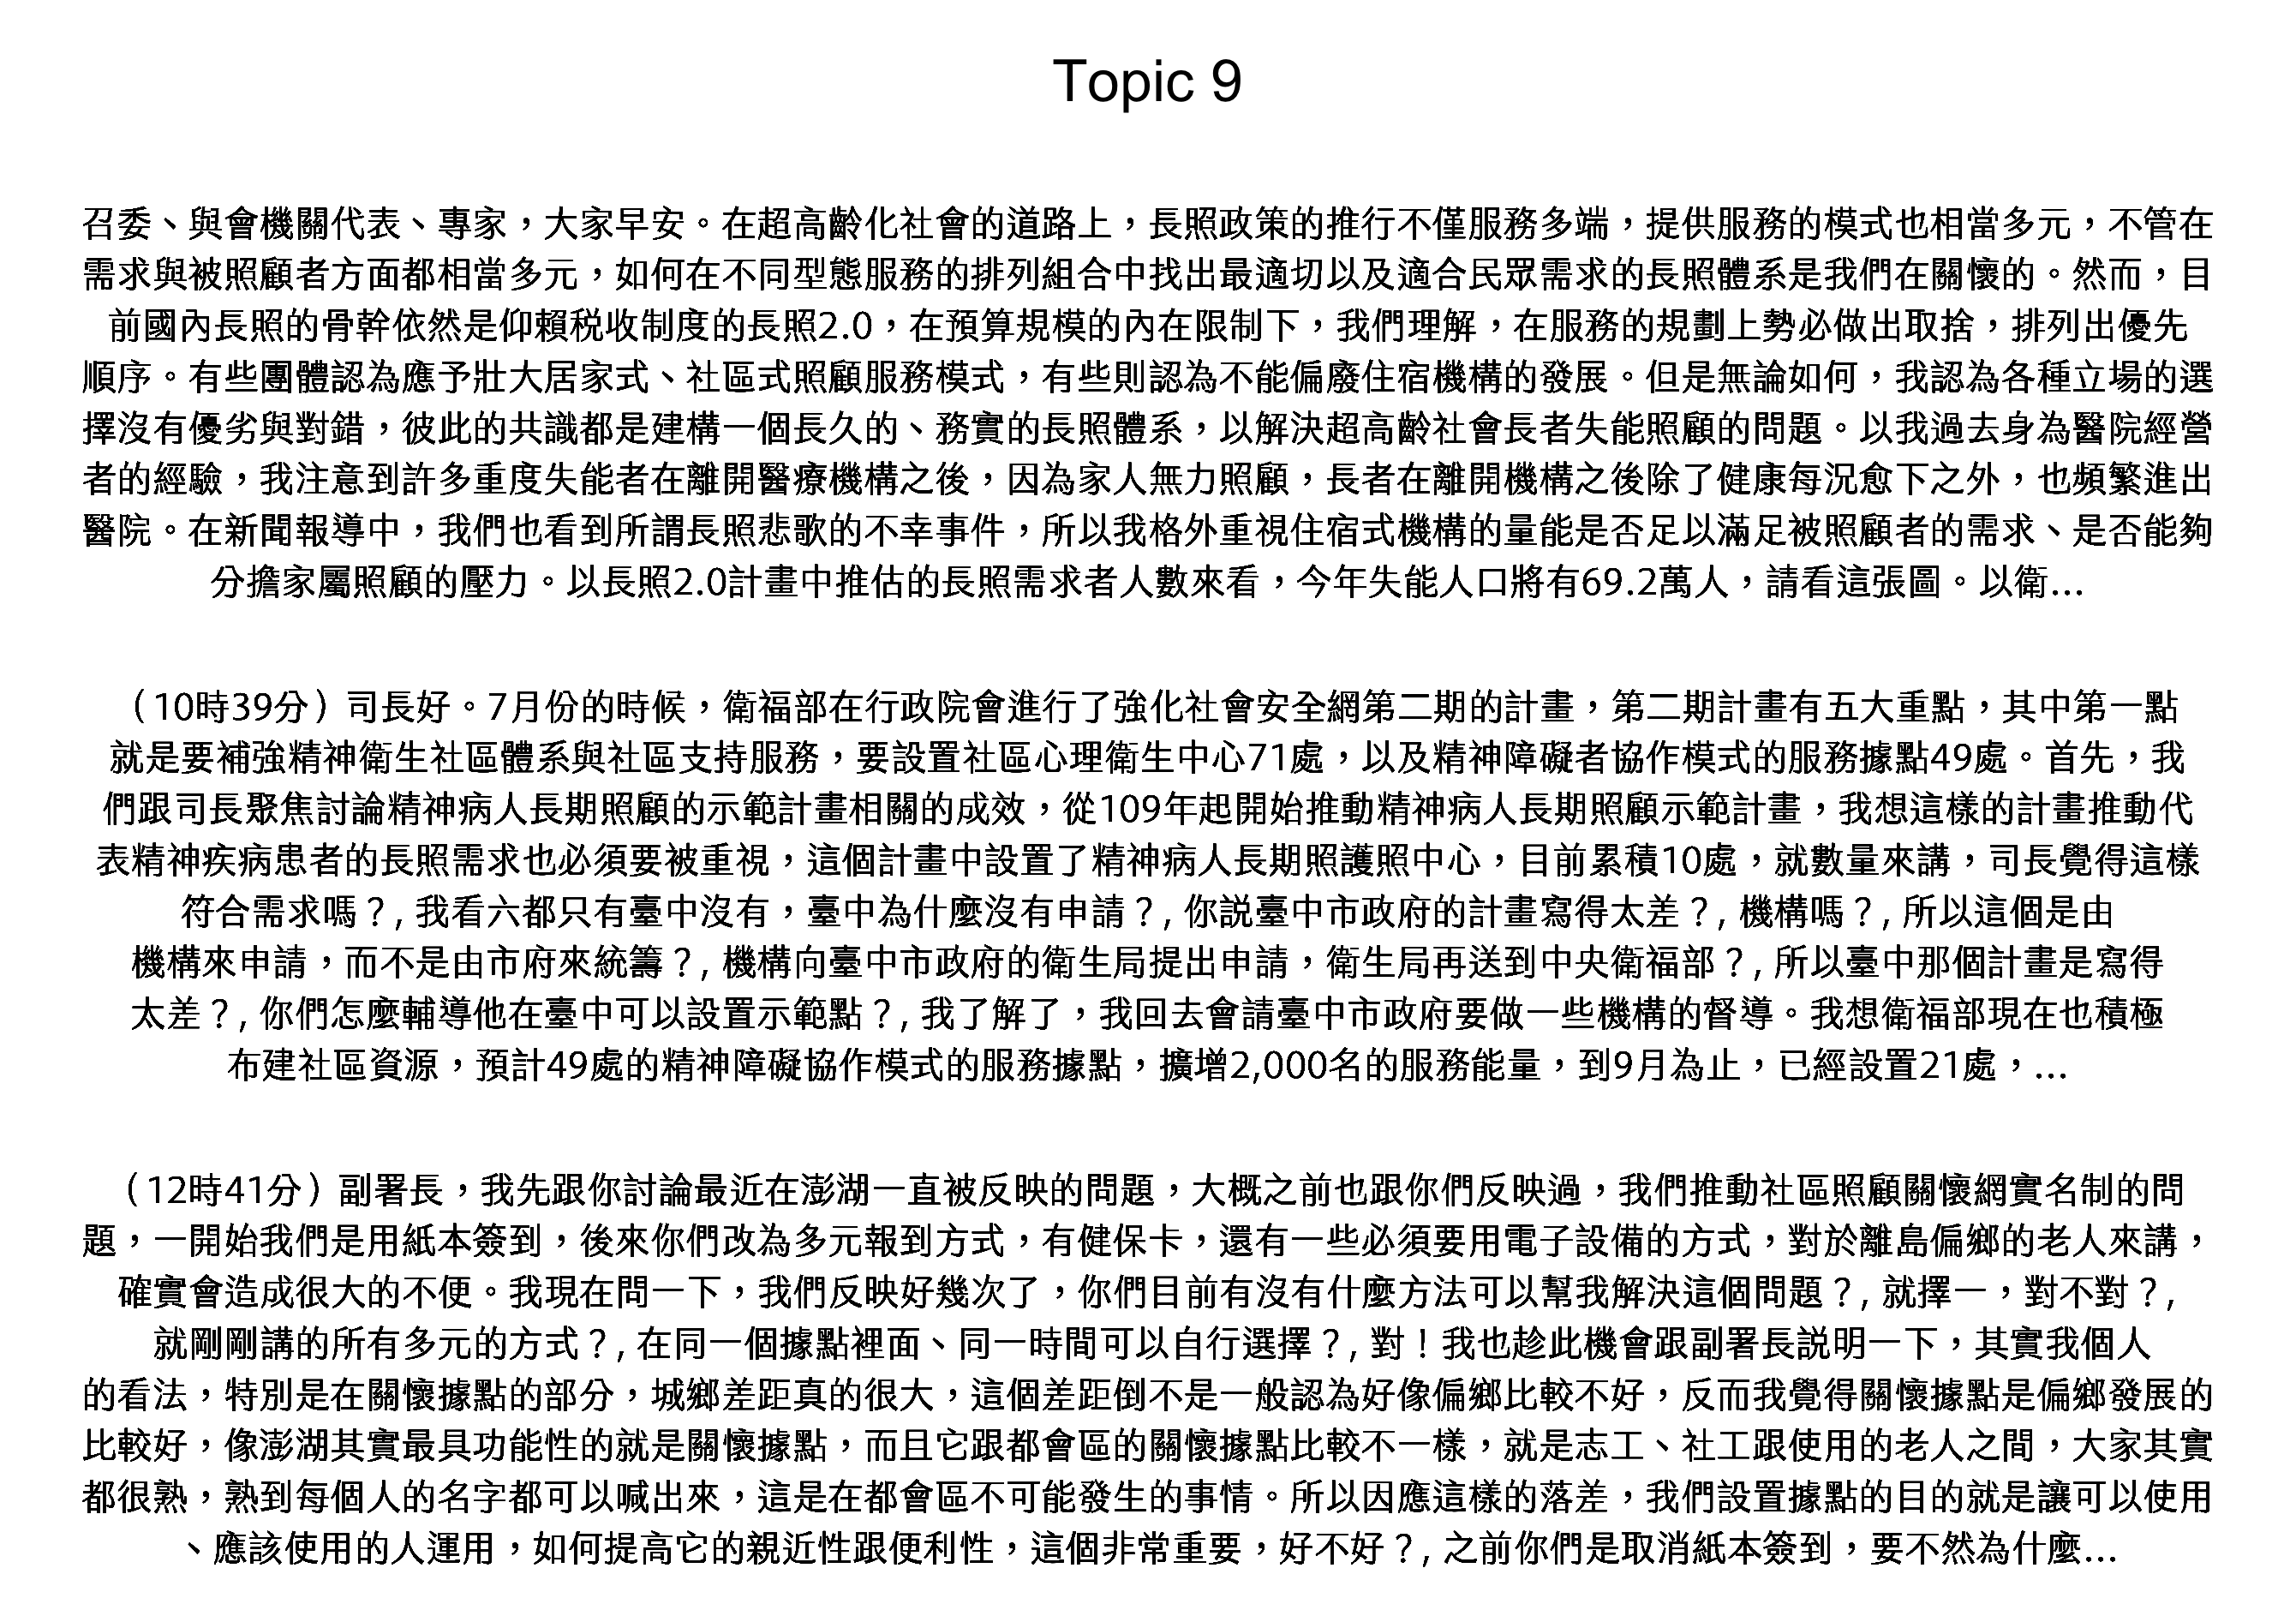 Topic 9
召委、與會機關代表、專家，大家早安。在超高齡化社會的道路上，長照政策的推行不僅服務多端，提供服務的模式也相當多元，不管在
需求與被照顧者方面都相當多元，如何在不同型態服務的排列組合中找出最適切以及適合民眾需求的長照體系是我們在關懷的。然而，目
前國內長照的骨幹依然是仰賴稅收制度的長照2.0，在預算規模的內在限制下，我們理解，在服務的規劃上勢必做出取捨，排列出優先
順序。有些團體認為應予壯大居家式、社區式照顧服務模式，有些則認為不能偏廢住宿機構的發展。但是無論如何，我認為各種立場的選
擇沒有優劣與對錯，彼此的共識都是建構一個長久的、務實的長照體系，以解決超高齡社會長者失能照顧的問題。以我過去身為醫院經營
者的經驗，我注意到許多重度失能者在離開醫療機構之後，因為家人無力照顧，長者在離開機構之後除了健康每況愈下之外，也頻繁進出
醫院。在新聞報導中，我們也看到所謂長照悲歌的不幸事件，所以我格外重視住宿式機構的量能是否足以滿足被照顧者的需求、是否能夠
分擔家屬照顧的壓力。以長照2.0計畫中推估的長照需求者人數來看，今年失能人口將有69.2萬人，請看這張圖。以衛...
（10時39分）司長好。7月份的時候，衛福部在行政院會進行了強化社會安全網第二期的計畫，第二期計畫有五大重點，其中第一點
就是要補強精神衛生社區體系與社區支持服務，要設置社區心理衛生中心71處，以及精神障礙者協作模式的服務據點49處。首先，我
們跟司長聚焦討論精神病人長期照顧的示範計畫相關的成效，從109年起開始推動精神病人長期照顧示範計畫，我想這樣的計畫推動代
表精神疾病患者的長照需求也必須要被重視，這個計畫中設置了精神病人長期照護照中心，目前累積10處，就數量來講，司長覺得這樣
符合需求嗎？, 我看六都只有臺中沒有，臺中為什麼沒有申請？, 你說臺中市政府的計畫寫得太差？, 機構嗎？, 所以這個是由
機構來申請，而不是由市府來統籌？, 機構向臺中市政府的衛生局提出申請，衛生局再送到中央衛福部？, 所以臺中那個計畫是寫得
太差？, 你們怎麼輔導他在臺中可以設置示範點？, 我了解了，我回去會請臺中市政府要做一些機構的督導。我想衛福部現在也積極
布建社區資源，預計49處的精神障礙協作模式的服務據點，擴增2,000名的服務能量，到9月為止，已經設置21處，...
（12時41分）副署長，我先跟你討論最近在澎湖一直被反映的問題，大概之前也跟你們反映過，我們推動社區照顧關懷網實名制的問
題，一開始我們是用紙本簽到，後來你們改為多元報到方式，有健保卡，還有一些必須要用電子設備的方式，對於離島偏鄉的老人來講，
確實會造成很大的不便。我現在問一下，我們反映好幾次了，你們目前有沒有什麼方法可以幫我解決這個問題？, 就擇一，對不對？,
就剛剛講的所有多元的方式？, 在同一個據點裡面、同一時間可以自行選擇？, 對！我也趁此機會跟副署長說明一下，其實我個人
的看法，特別是在關懷據點的部分，城鄉差距真的很大，這個差距倒不是一般認為好像偏鄉比較不好，反而我覺得關懷據點是偏鄉發展的
比較好，像澎湖其實最具功能性的就是關懷據點，而且它跟都會區的關懷據點比較不一樣，就是志工、社工跟使用的老人之間，大家其實
都很熟，熟到每個人的名字都可以喊出來，這是在都會區不可能發生的事情。所以因應這樣的落差，我們設置據點的目的就是讓可以使用
、應該使用的人運用，如何提高它的親近性跟便利性，這個非常重要，好不好？, 之前你們是取消紙本簽到，要不然為什麼...